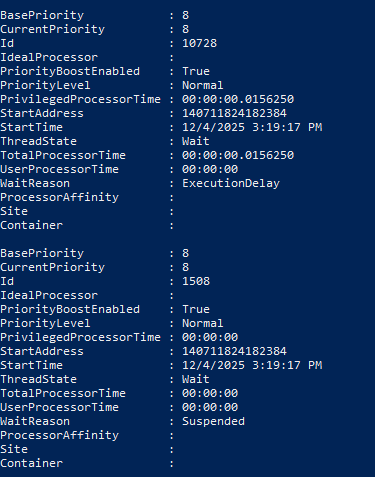 BasePriority : 8
CurrentPriority : 8
Id : 10728
IdealProcessor :
PriorityBoostEnabled : True
PriorityLevel : Normal
PrivilegedProcessorTime : 00:00:00.0156250
StartAddress : 140711824182384
StartTime : 12/4/2025 3:19:17 PM
ThreadState : Wait
TotalProcessorTime : 00:00:00.0156250
UserProcessorTime : 00:00:00
WaitReason : ExecutionDelay
ProcessorAffinity :
Site :
Container :

BasePriority : 8
CurrentPriority : 8
Id : 1508
IdealProcessor :
PriorityBoostEnabled : True
PriorityLevel : Normal
PrivilegedProcessorTime : 00:00:00
StartAddress : 140711824182384
StartTime : 12/4/2025 3:19:17 PM
ThreadState : Wait
TotalProcessorTime : 00:00:00
UserProcessorTime : 00:00:00
WaitReason : Suspended
ProcessorAffinity :
Site :
Container :